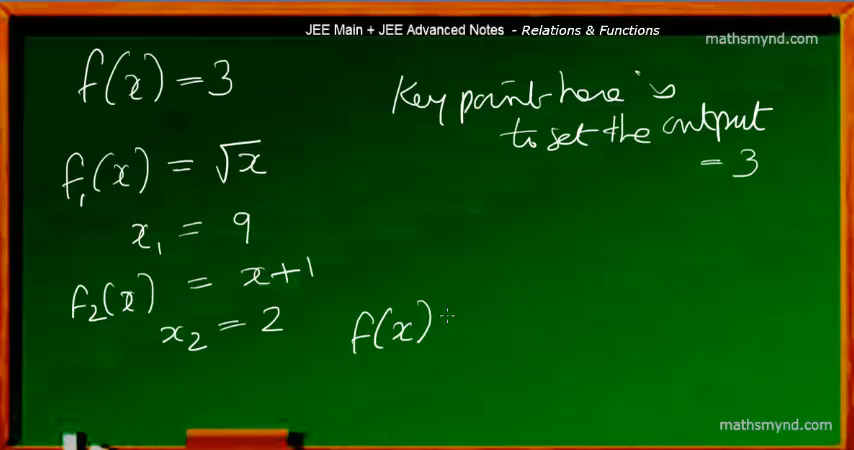 JEE Main + JEE Advanced Notes - Relations & Functions
mathsmynd.com
f(x) = 3
Key point here is
to set the output
= 3
f₁(x) = √x
x₁ = 9
f₂(x) = x+1
x₂ = 2
f(x)
mathsmynd.com